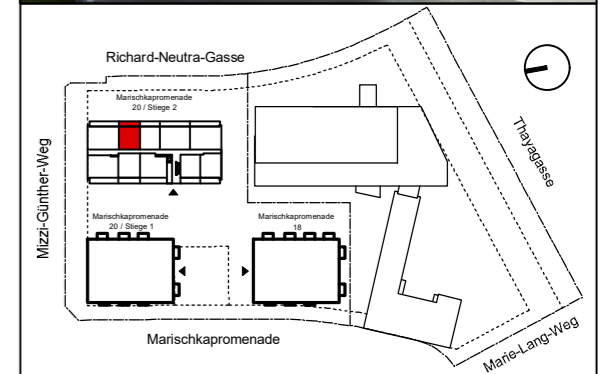 Richard-Neutra-Gasse
Marischkapromenade
20 / Stiege 2
Mizzi-Günther-Weg
Thayagasse
Marischkapromenade
20 / Stiege 1
Marischkapromenade
18
Marischkapromenade
Marie-Lang-Weg